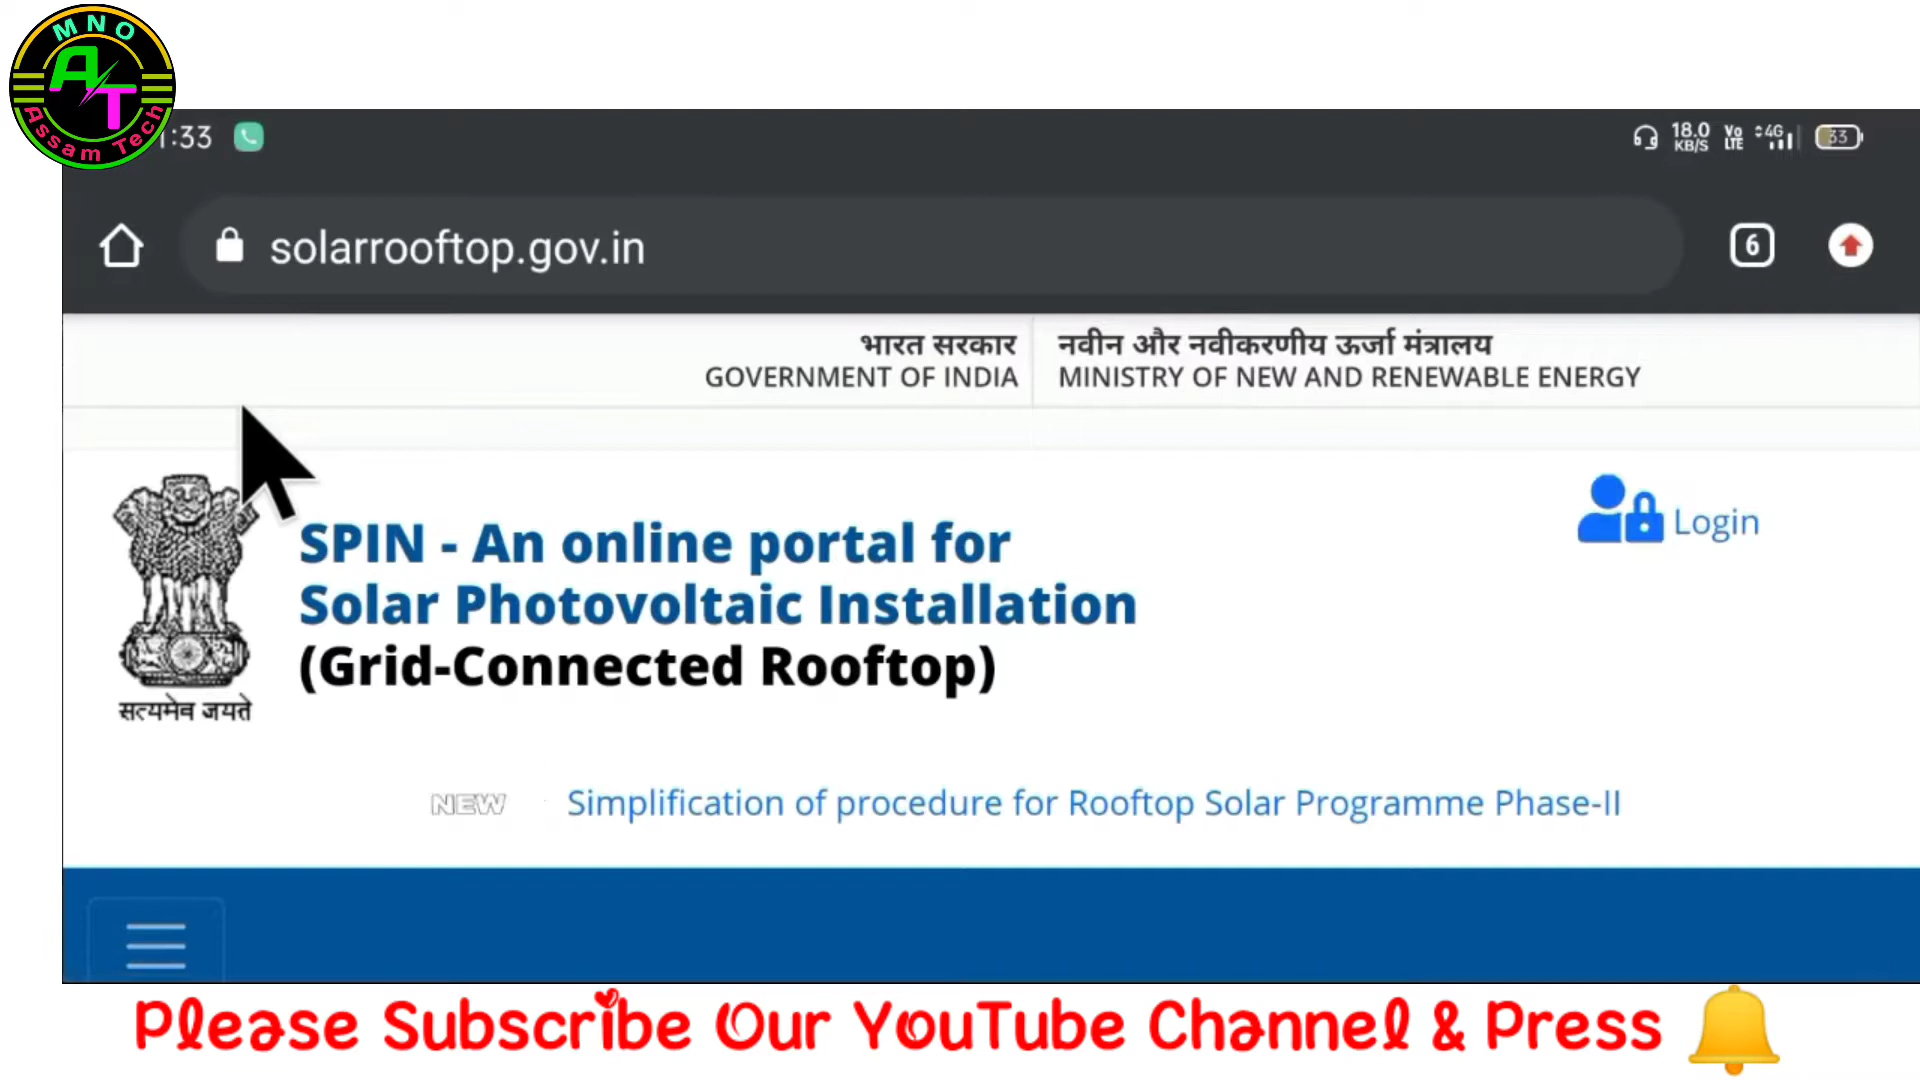 MNO
AT
Assam Tech
1:33
18.0
KB/S
Vo
LTE
4G
33
solarrooftop.gov.in
6
भारत सरकार
GOVERNMENT OF INDIA
नवीन और नवीकरणीय ऊर्जा मंत्रालय
MINISTRY OF NEW AND RENEWABLE ENERGY
SPIN - An online portal for
Solar Photovoltaic Installation
(Grid-Connected Rooftop)
सत्यमेव जयते
Login
NEW
Simplification of procedure for Rooftop Solar Programme Phase-II
Please Subscribe Our YouTube Channel & Press